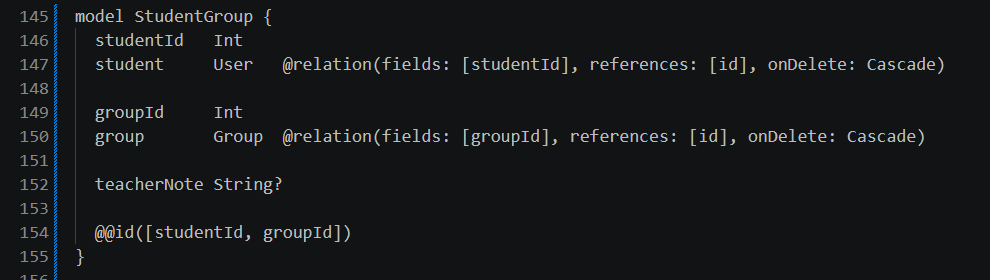 145 model StudentGroup {
146   studentId   Int
147   student     User   @relation(fields: [studentId], references: [id], onDelete: Cascade)
148
149   groupId     Int
150   group       Group  @relation(fields: [groupId], references: [id], onDelete: Cascade)
151
152   teacherNote String?
153
154   @@id([studentId, groupId])
155 }